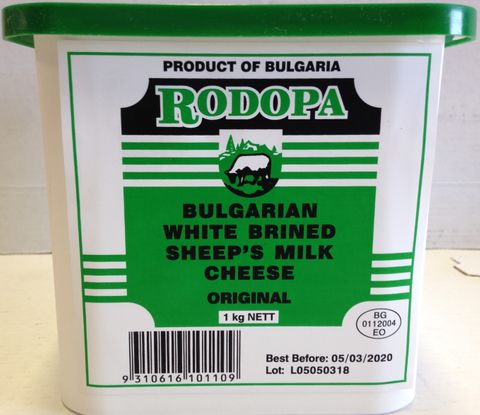 PRODUCT OF BULGARIA
RODOPA
BULGARIAN
WHITE BRINED
SHEEP'S MILK
CHEESE
ORIGINAL
1 kg NETT
BG
0112004
EO
Best Before: 05/03/2020
Lot: L05050318
9 310616 101109